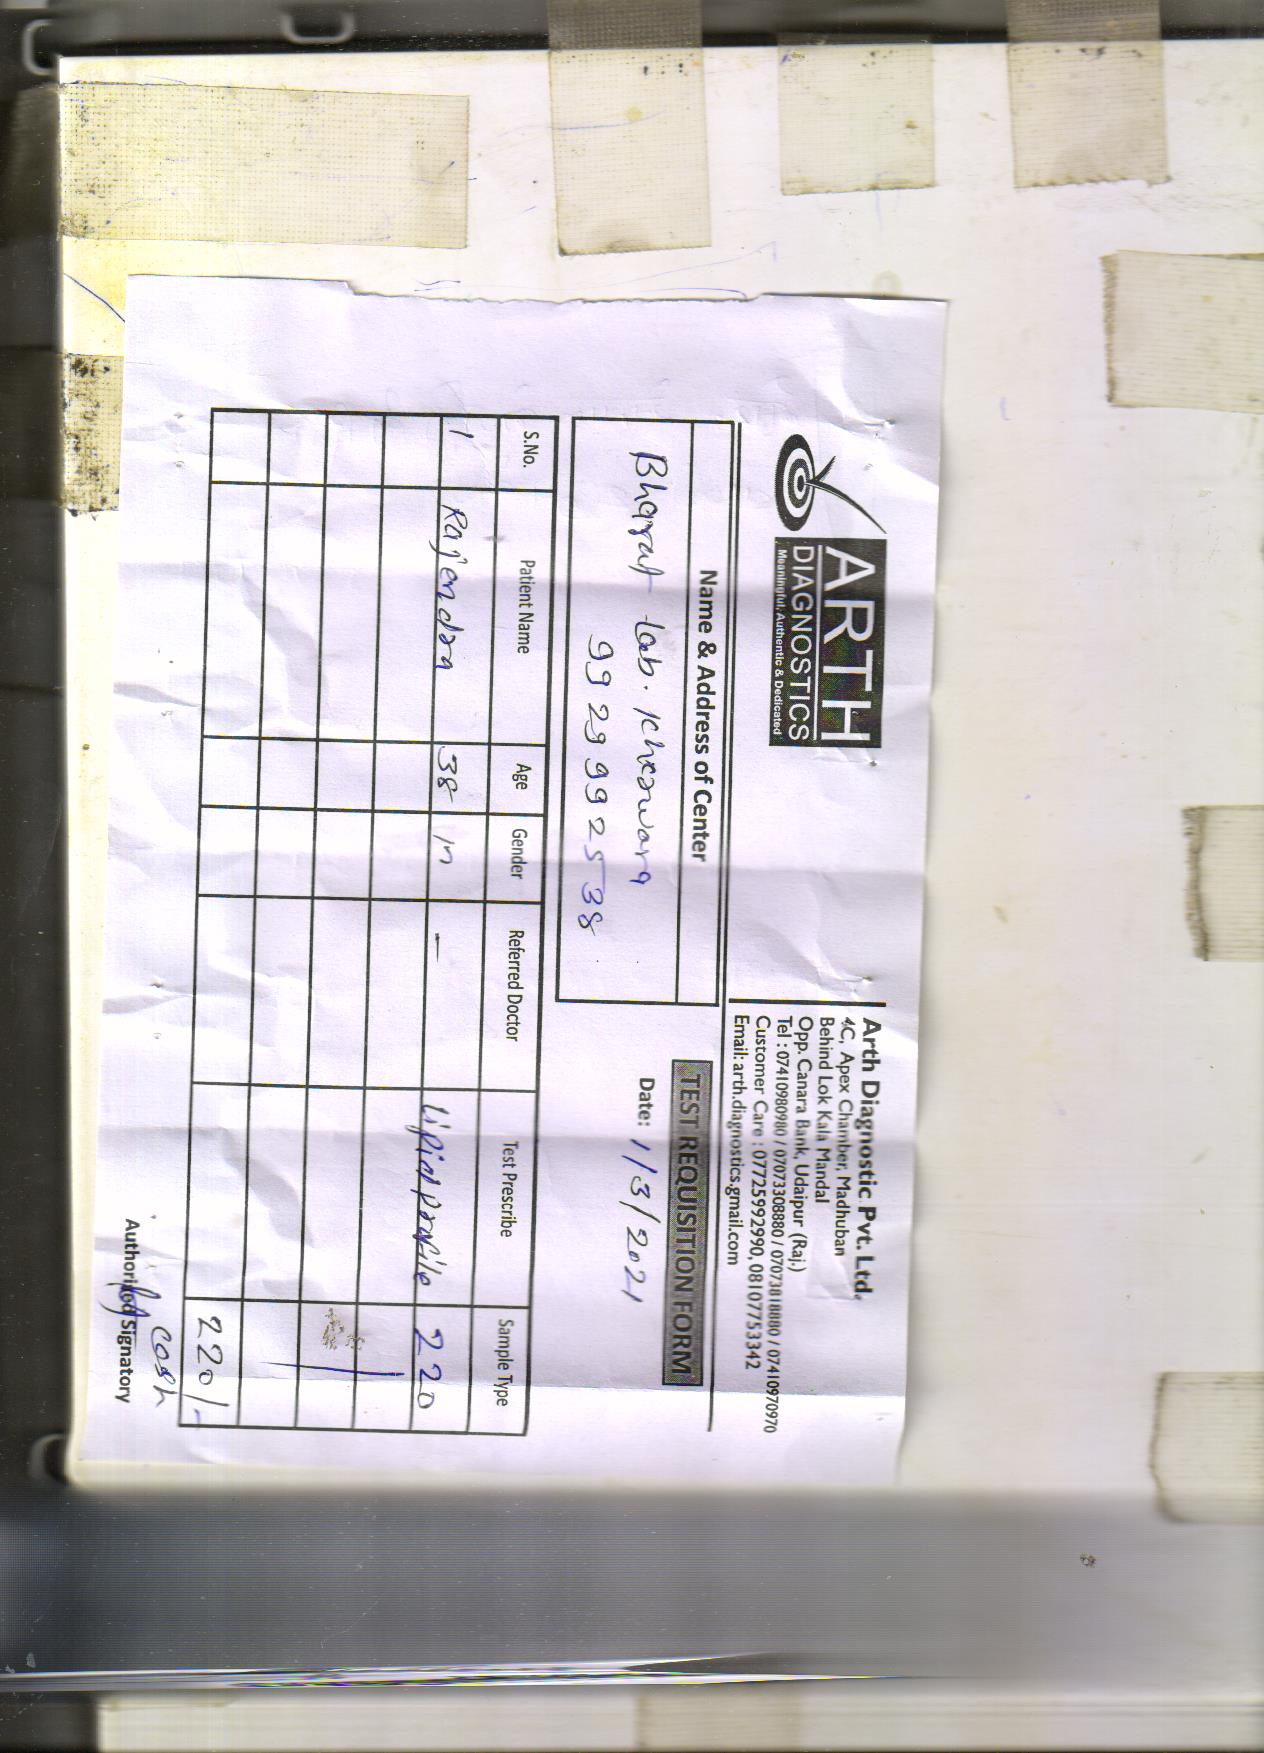 ARTH
DIAGNOSTICS
Meaningful, Authentic & Dedicated
Arth Diagnostic Pvt. Ltd.
4C, Apex Chamber, Madhuban
Behind Lok Kala Mandal
Opp. Canara Bank, Udaipur (Raj.)
Tel : 07410980980 / 07073308880 / 07073818880 / 07410970970
Customer Care : 07725992990, 08107753342
Email: arth.diagnostics.gmail.com
Name & Address of Center
TEST REQUISITION FORM
Bharat Lab. Kherwara
9929992538
Date: 1/3/2021
S.No. Patient Name Age Gender Referred Doctor Test Prescribe Sample Type
1 Rajendra 38 M - Lipid Profile 220
220/-
cash
Authorized Signatory